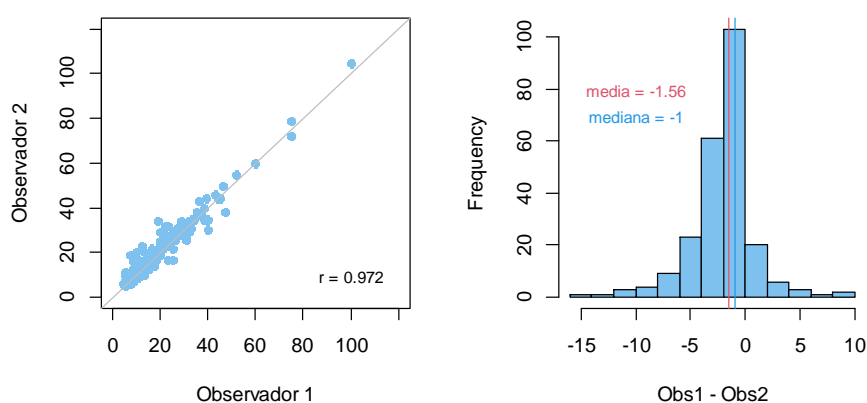 Observador 2
0
20
40
60
80
100
r = 0.972
0 20 40 60 80 100
Observador 1
Frequency
0
20
40
60
80
100
media = -1.56
mediana = -1
-15 -10 -5 0 5 10
Obs1 - Obs2